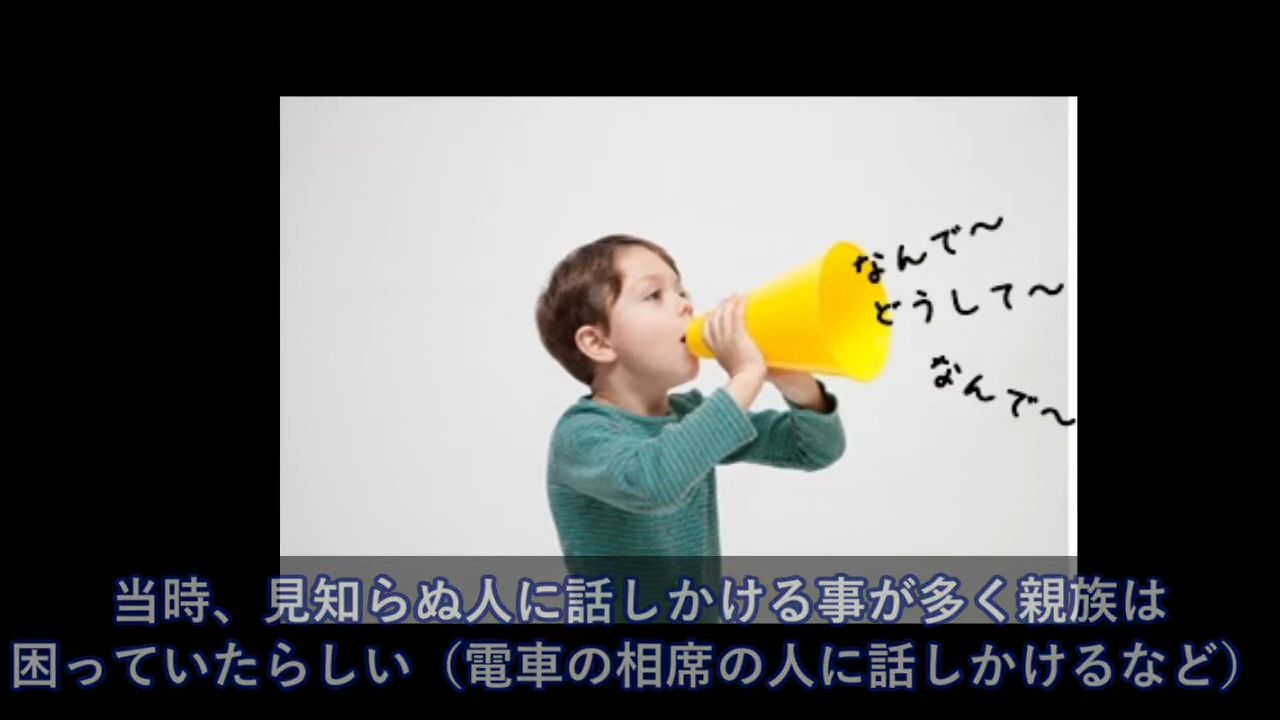 なんで〜
どうして〜
なんで〜
当時、見知らぬ人に話しかける事が多く親族は
困っていたらしい（電車の相席の人に話しかけるなど）